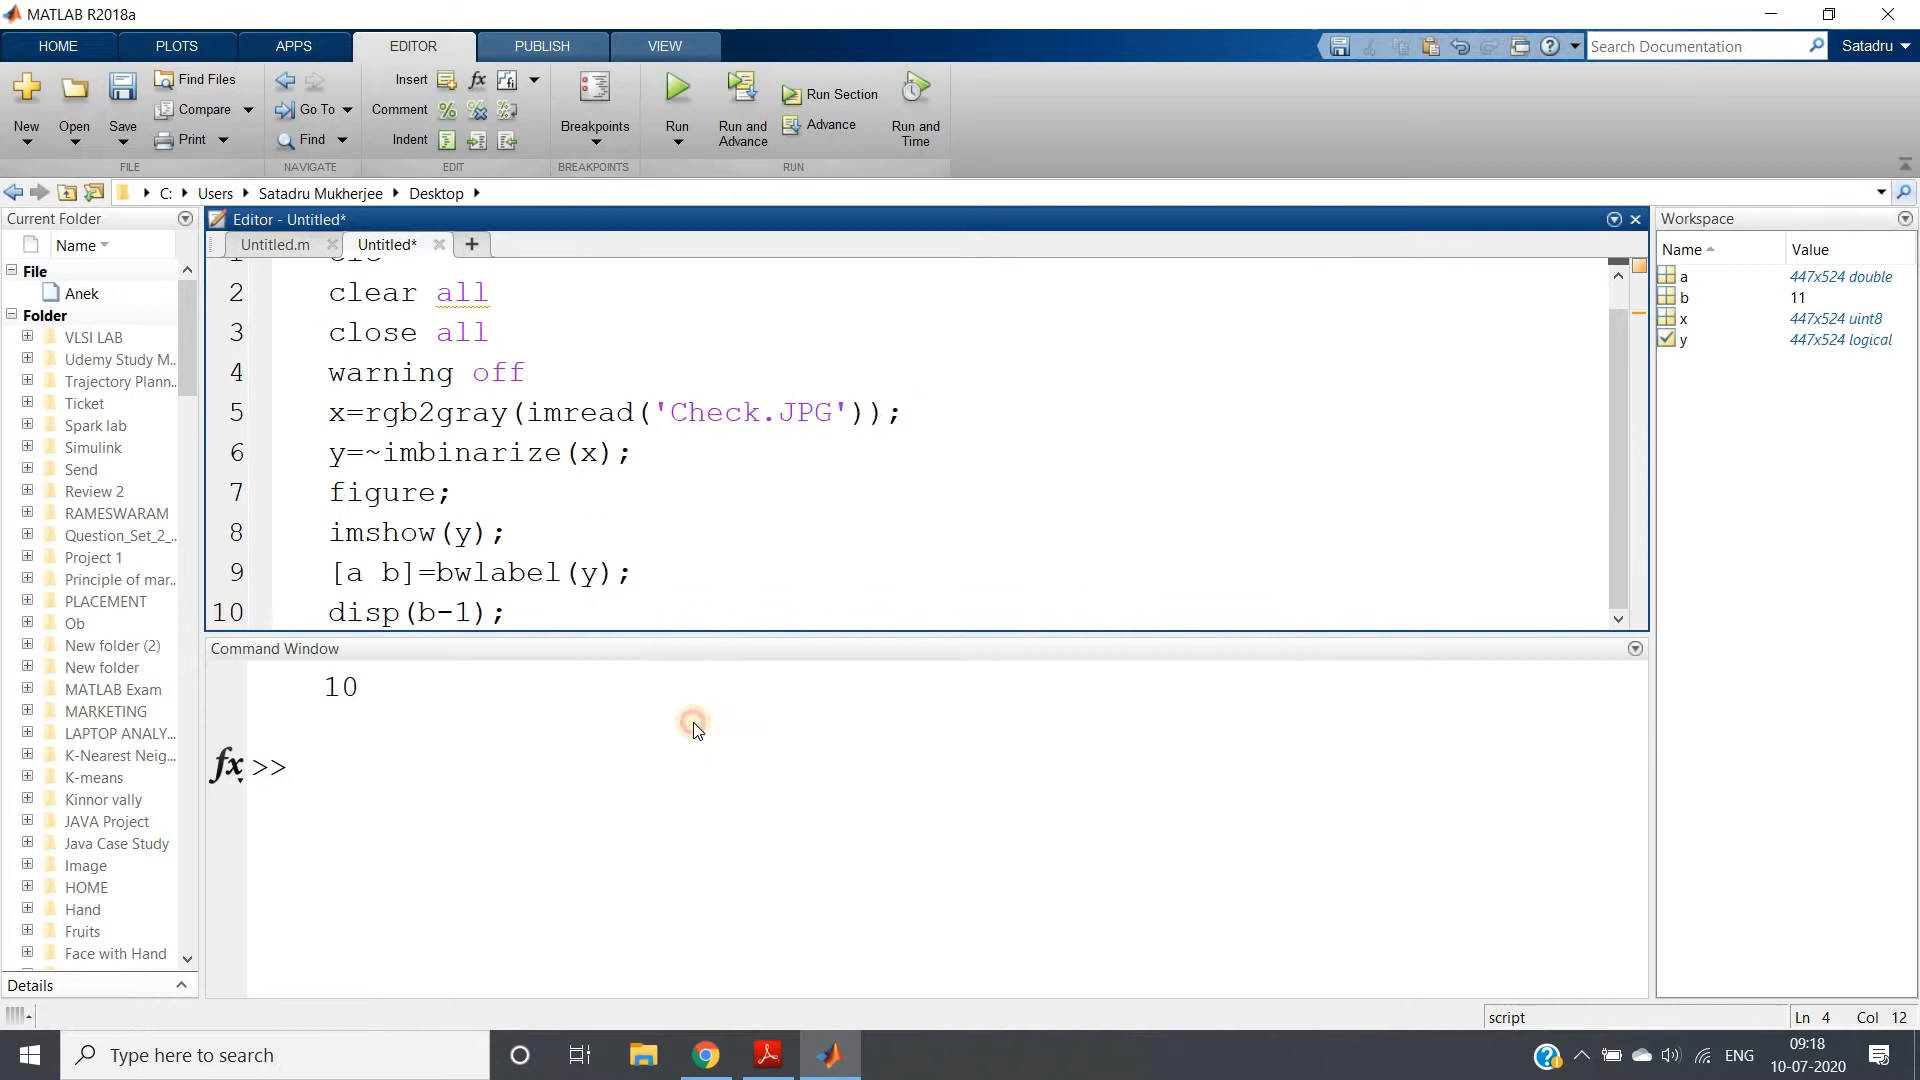 MATLAB R2018a
HOME PLOTS APPS EDITOR PUBLISH VIEW
Search Documentation Satadru
New Open Save
Find Files
Compare
Print
FILE
Go To
Find
NAVIGATE
Insert
Comment
Indent
EDIT
Breakpoints
BREAKPOINTS
Run
Run and Advance
Run Section
Advance
Run and Time
RUN
C: Users Satadru Mukherjee Desktop
Current Folder
Name
File
Anek
Folder
VLSI LAB
Udemy Study M...
Trajectory Plann...
Ticket
Spark lab
Simulink
Send
Review 2
RAMESWARAM
Question_Set_2_...
Project 1
Principle of mar...
PLACEMENT
Ob
New folder (2)
New folder
MATLAB Exam
MARKETING
LAPTOP ANALY...
K-Nearest Neig...
K-means
Kinnor vally
JAVA Project
Java Case Study
Image
HOME
Hand
Fruits
Face with Hand
Details
Editor - Untitled*
Untitled.m Untitled*
2 clear all
3 close all
4 warning off
5 x=rgb2gray(imread('Check.JPG'));
6 y=~imbinarize(x);
7 figure;
8 imshow(y);
9 [a b]=bwlabel(y);
10 disp(b-1);
Command Window
10
fx >>
Workspace
Name Value
a 447x524 double
b 11
x 447x524 uint8
y 447x524 logical
script Ln 4 Col 12
Type here to search
ENG
09:18
10-07-2020